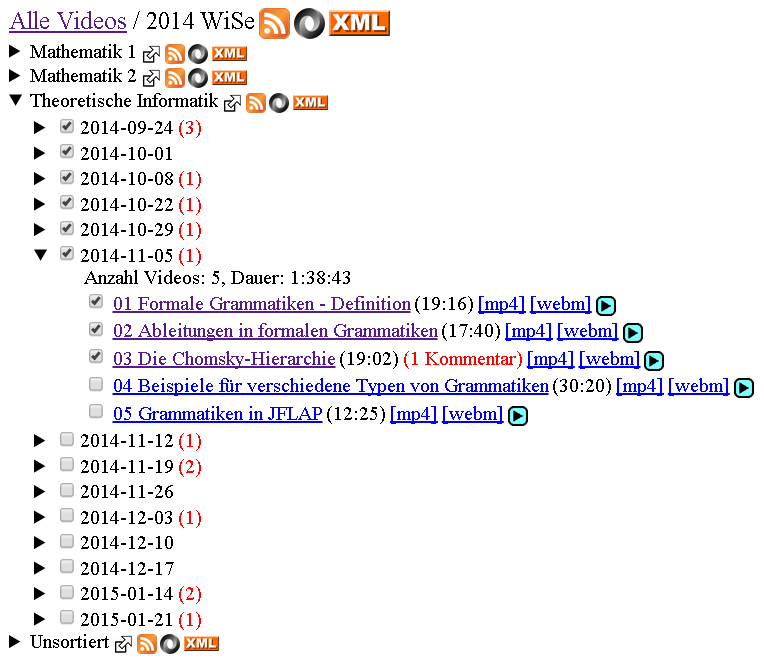 Alle Videos / 2014 WiSe XML
Mathematik 1 XML
Mathematik 2 XML
Theoretische Informatik XML
2014-09-24 (3)
2014-10-01
2014-10-08 (1)
2014-10-22 (1)
2014-10-29 (1)
2014-11-05 (1)
Anzahl Videos: 5, Dauer: 1:38:43
01 Formale Grammatiken - Definition (19:16) [mp4] [webm]
02 Ableitungen in formalen Grammatiken (17:40) [mp4] [webm]
03 Die Chomsky-Hierarchie (19:02) (1 Kommentar) [mp4] [webm]
04 Beispiele für verschiedene Typen von Grammatiken (30:20) [mp4] [webm]
05 Grammatiken in JFLAP (12:25) [mp4] [webm]
2014-11-12 (1)
2014-11-19 (2)
2014-11-26
2014-12-03 (1)
2014-12-10
2014-12-17
2015-01-14 (2)
2015-01-21 (1)
Unsortiert XML